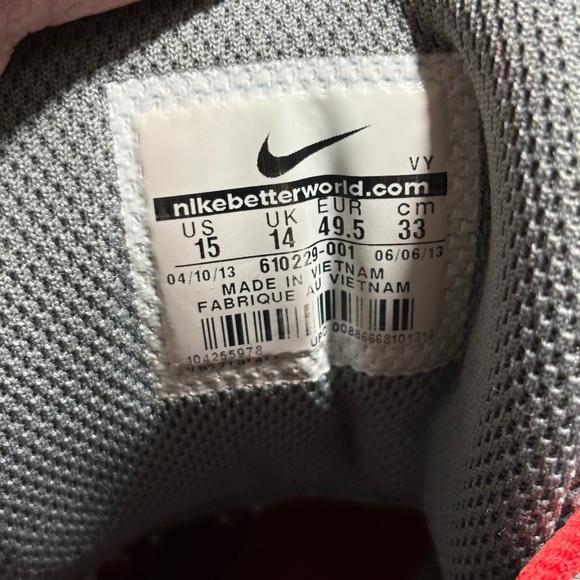 VY
nikebetterworld.com
US UK EUR cm
15 14 49.5 33
04/10/13 610229-001 06/06/13
MADE IN VIETNAM
FABRIQUE AU VIETNAM
104255978